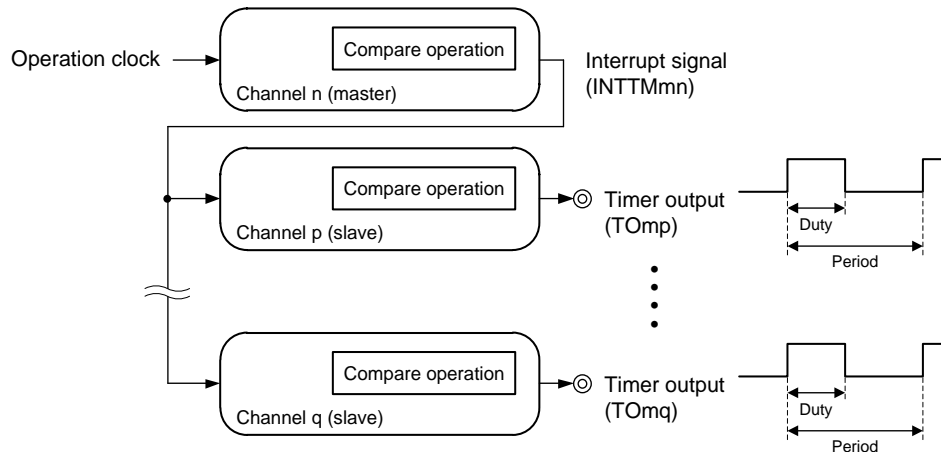 Compare operation
Operation clock
Channel n (master)
Interrupt signal
(INTTMmn)
Compare operation
Channel p (slave)
Timer output
(TOmp)
Duty
Period
Compare operation
Channel q (slave)
Timer output
(TOmq)
Duty
Period